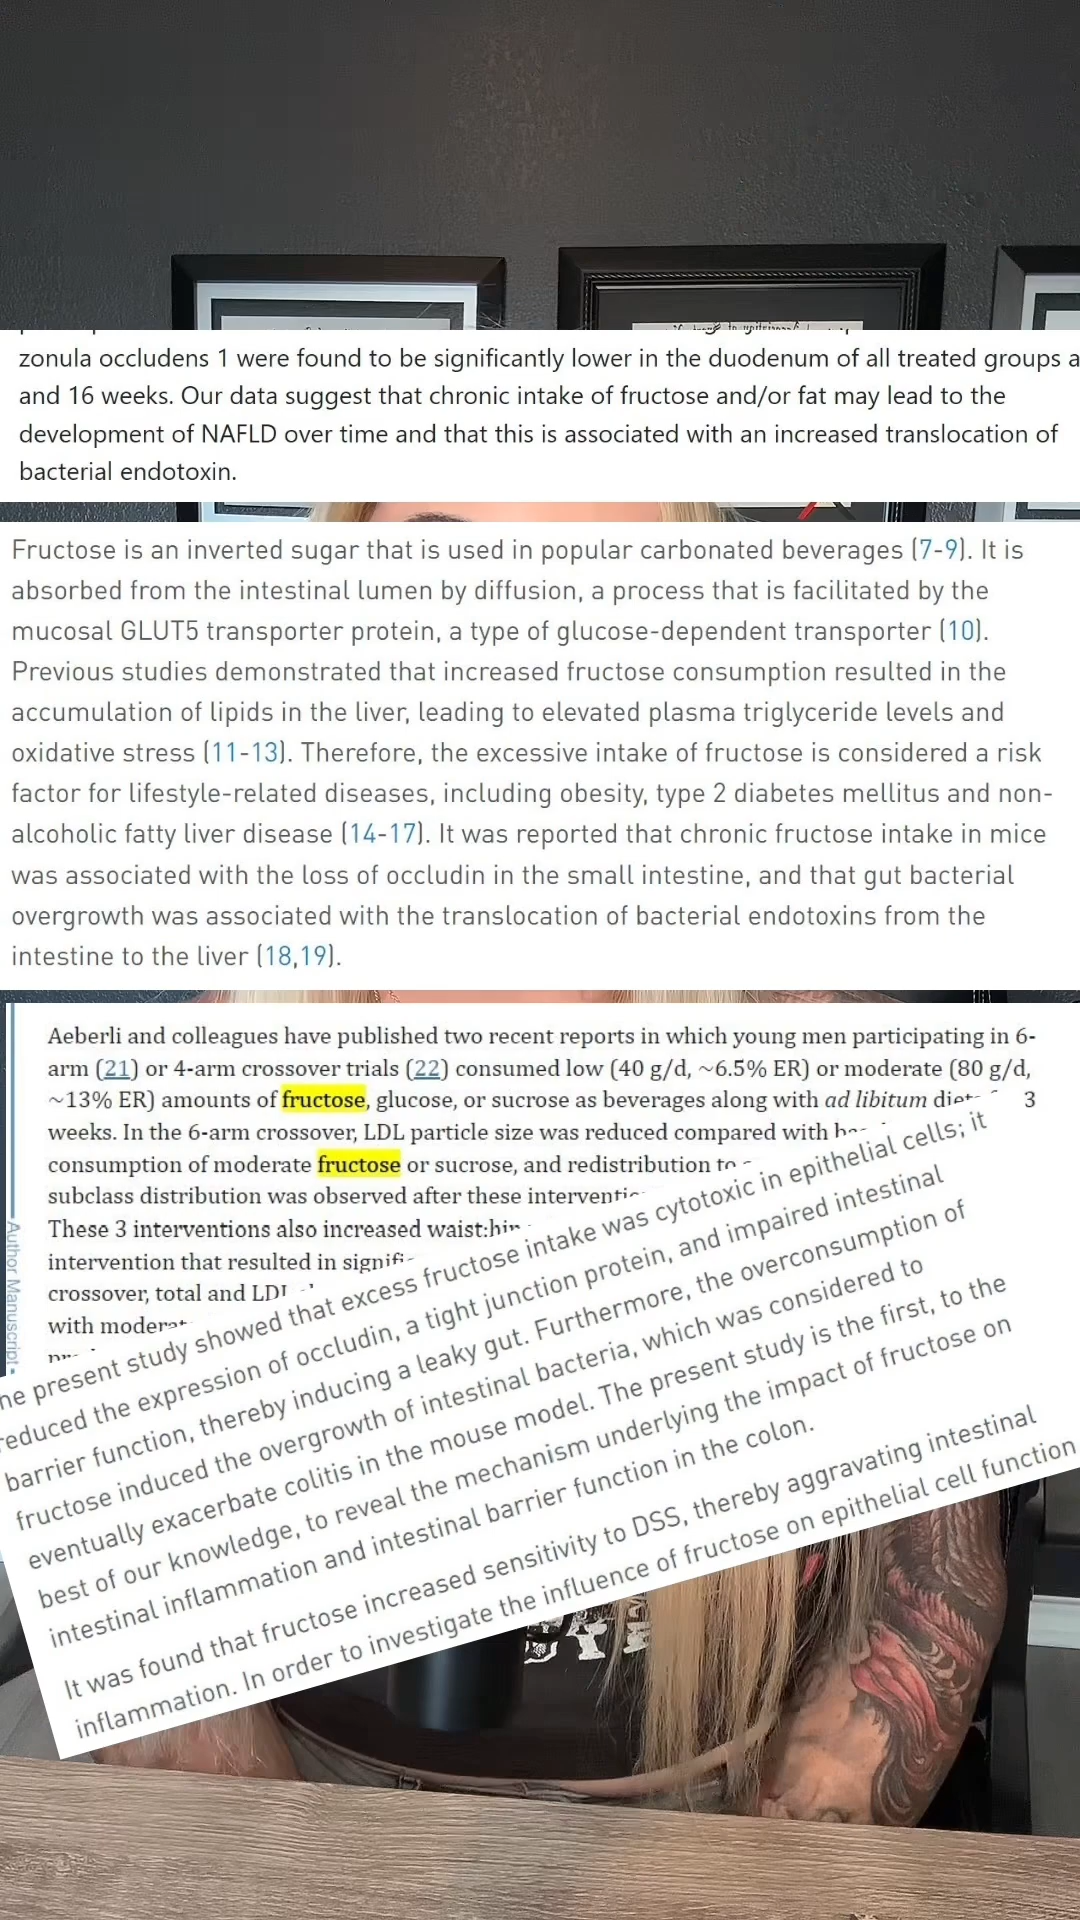 zonula occludens 1 were found to be significantly lower in the duodenum of all treated groups a
and 16 weeks. Our data suggest that chronic intake of fructose and/or fat may lead to the
development of NAFLD over time and that this is associated with an increased translocation of
bacterial endotoxin.
Fructose is an inverted sugar that is used in popular carbonated beverages (7-9). It is
absorbed from the intestinal lumen by diffusion, a process that is facilitated by the
mucosal GLUT5 transporter protein, a type of glucose-dependent transporter (10).
Previous studies demonstrated that increased fructose consumption resulted in the
accumulation of lipids in the liver, leading to elevated plasma triglyceride levels and
oxidative stress (11-13). Therefore, the excessive intake of fructose is considered a risk
factor for lifestyle-related diseases, including obesity, type 2 diabetes mellitus and non-
alcoholic fatty liver disease (14-17). It was reported that chronic fructose intake in mice
was associated with the loss of occludin in the small intestine, and that gut bacterial
overgrowth was associated with the translocation of bacterial endotoxins from the
intestine to the liver (18,19).
Aeberli and colleagues have published two recent reports in which young men participating in 6-
arm (21) or 4-arm crossover trials (22) consumed low (40 g/d, ~6.5% ER) or moderate (80 g/d,
~13% ER) amounts of fructose, glucose, or sucrose as beverages along with ad libitum 3
weeks. In the 6-arm crossover, LDL particle size was reduced compared with
consumption of moderate fructose or sucrose, and redistribution
subclass distribution was observed after these
These 3 interventions also increased
intervention that resulted in
crossover, total and
with
Author Manuscript
present study showed that excess fructose intake was cytotoxic in epithelial cells; it
reduced the expression of occludin, a tight junction protein, and impaired intestinal
barrier function, thereby inducing a leaky gut. Furthermore, the overconsumption of
fructose induced the overgrowth of intestinal bacteria, which was considered to
eventually exacerbate colitis in the mouse model. The present study is the first, to the
best of our knowledge, to reveal the mechanism underlying the impact of fructose on
intestinal inflammation and intestinal barrier function in the colon.
It was found that fructose increased sensitivity to DSS, thereby aggravating intestinal
inflammation. In order to investigate the influence of fructose on epithelial cell function